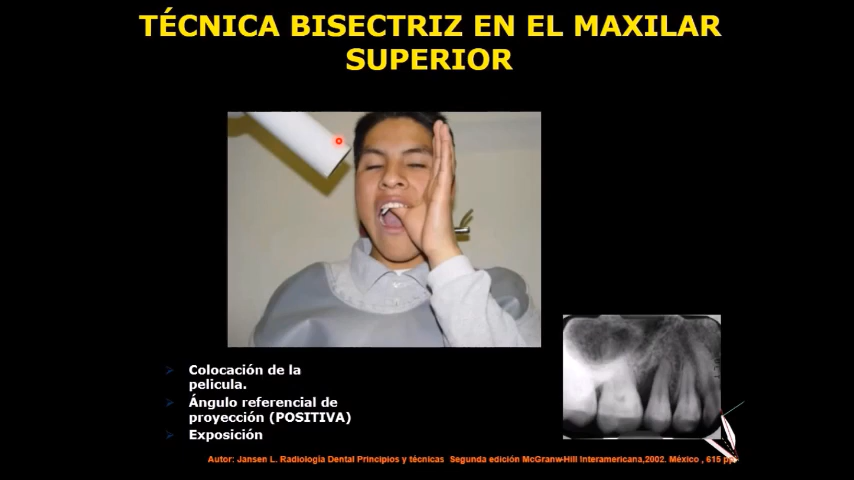 TÉCNICA BISECTRIZ EN EL MAXILAR
SUPERIOR
Colocación de la
pelicula.
Ángulo referencial de
proyección (POSITIVA)
Exposición
Autor: Jansen L. Radiología Dental Principios y técnicas Segunda edición McGranw-Hill Interamericana,2002. México , 615 pp.